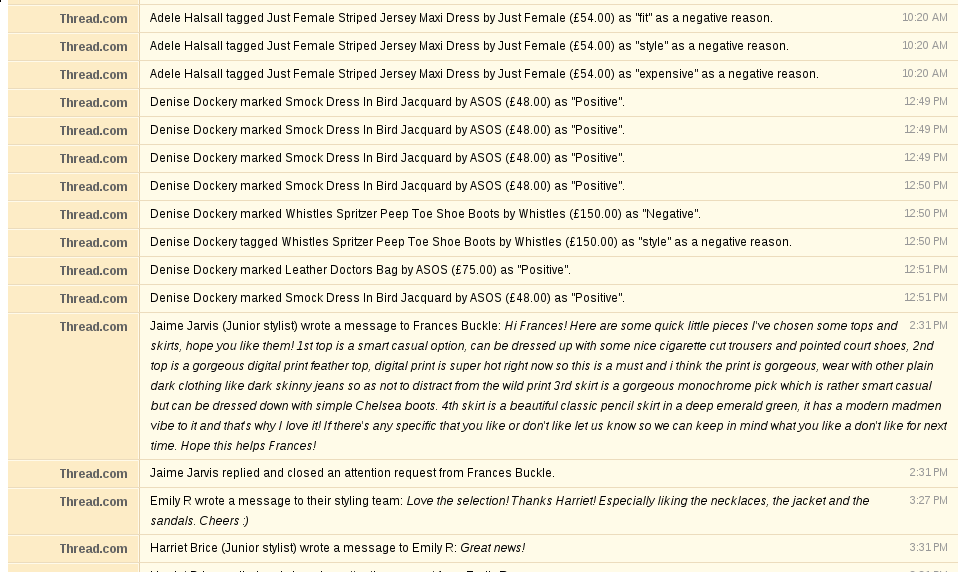 Thread.com Adele Halsall tagged Just Female Striped Jersey Maxi Dress by Just Female (£54.00) as "fit" as a negative reason. 10:20 AM
Thread.com Adele Halsall tagged Just Female Striped Jersey Maxi Dress by Just Female (£54.00) as "style" as a negative reason. 10:20 AM
Thread.com Adele Halsall tagged Just Female Striped Jersey Maxi Dress by Just Female (£54.00) as "expensive" as a negative reason. 10:20 AM
Thread.com Denise Dockery marked Smock Dress In Bird Jacquard by ASOS (£48.00) as "Positive". 12:49 PM
Thread.com Denise Dockery marked Smock Dress In Bird Jacquard by ASOS (£48.00) as "Positive". 12:49 PM
Thread.com Denise Dockery marked Smock Dress In Bird Jacquard by ASOS (£48.00) as "Positive". 12:49 PM
Thread.com Denise Dockery marked Smock Dress In Bird Jacquard by ASOS (£48.00) as "Positive". 12:50 PM
Thread.com Denise Dockery marked Whistles Spritzer Peep Toe Shoe Boots by Whistles (£150.00) as "Negative". 12:50 PM
Thread.com Denise Dockery tagged Whistles Spritzer Peep Toe Shoe Boots by Whistles (£150.00) as "style" as a negative reason. 12:50 PM
Thread.com Denise Dockery marked Leather Doctors Bag by ASOS (£75.00) as "Positive". 12:51 PM
Thread.com Denise Dockery marked Smock Dress In Bird Jacquard by ASOS (£48.00) as "Positive". 12:51 PM
Thread.com Jaime Jarvis (Junior stylist) wrote a message to Frances Buckle: Hi Frances! Here are some quick little pieces I've chosen some tops and 2:31 PM
skirts, hope you like them! 1st top is a smart casual option, can be dressed up with some nice cigarette cut trousers and pointed court shoes, 2nd
top is a gorgeous digital print feather top, digital print is super hot right now so this is a must and i think the print is gorgeous, wear with other plain
dark clothing like dark skinny jeans so as not to distract from the wild print 3rd skirt is a gorgeous monochrome pick which is rather smart casual
but can be dressed down with simple Chelsea boots. 4th skirt is a beautiful classic pencil skirt in a deep emerald green, it has a modern madmen
vibe to it and that's why I love it! If there's any specific that you like or don't like let us know so we can keep in mind what you like a don't like for next
time. Hope this helps Frances!
Thread.com Jaime Jarvis replied and closed an attention request from Frances Buckle. 2:31 PM
Thread.com Emily R wrote a message to their styling team: Love the selection! Thanks Harriet! Especially liking the necklaces, the jacket and the 3:27 PM
sandals. Cheers :)
Thread.com Harriet Brice (Junior stylist) wrote a message to Emily R: Great news! 3:31 PM